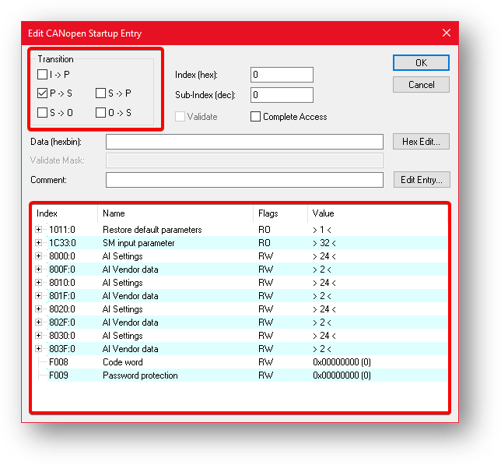 Edit CANopen Startup Entry
Transition
I -> P
P -> S
S -> P
S -> O
O -> S
Index (hex):
0
Sub-Index (dec):
0
Validate
Complete Access
OK
Cancel
Data (hexbin):
Hex Edit...
Validate Mask:
Comment:
Edit Entry...
Index Name Flags Value
1011:0 Restore default parameters RO > 1 <
1C33:0 SM input parameter RO > 32 <
8000:0 AI Settings RW > 24 <
800F:0 AI Vendor data RW > 2 <
8010:0 AI Settings RW > 24 <
801F:0 AI Vendor data RW > 2 <
8020:0 AI Settings RW > 24 <
802F:0 AI Vendor data RW > 2 <
8030:0 AI Settings RW > 24 <
803F:0 AI Vendor data RW > 2 <
F008 Code word RW 0x00000000 (0)
F009 Password protection RW 0x00000000 (0)